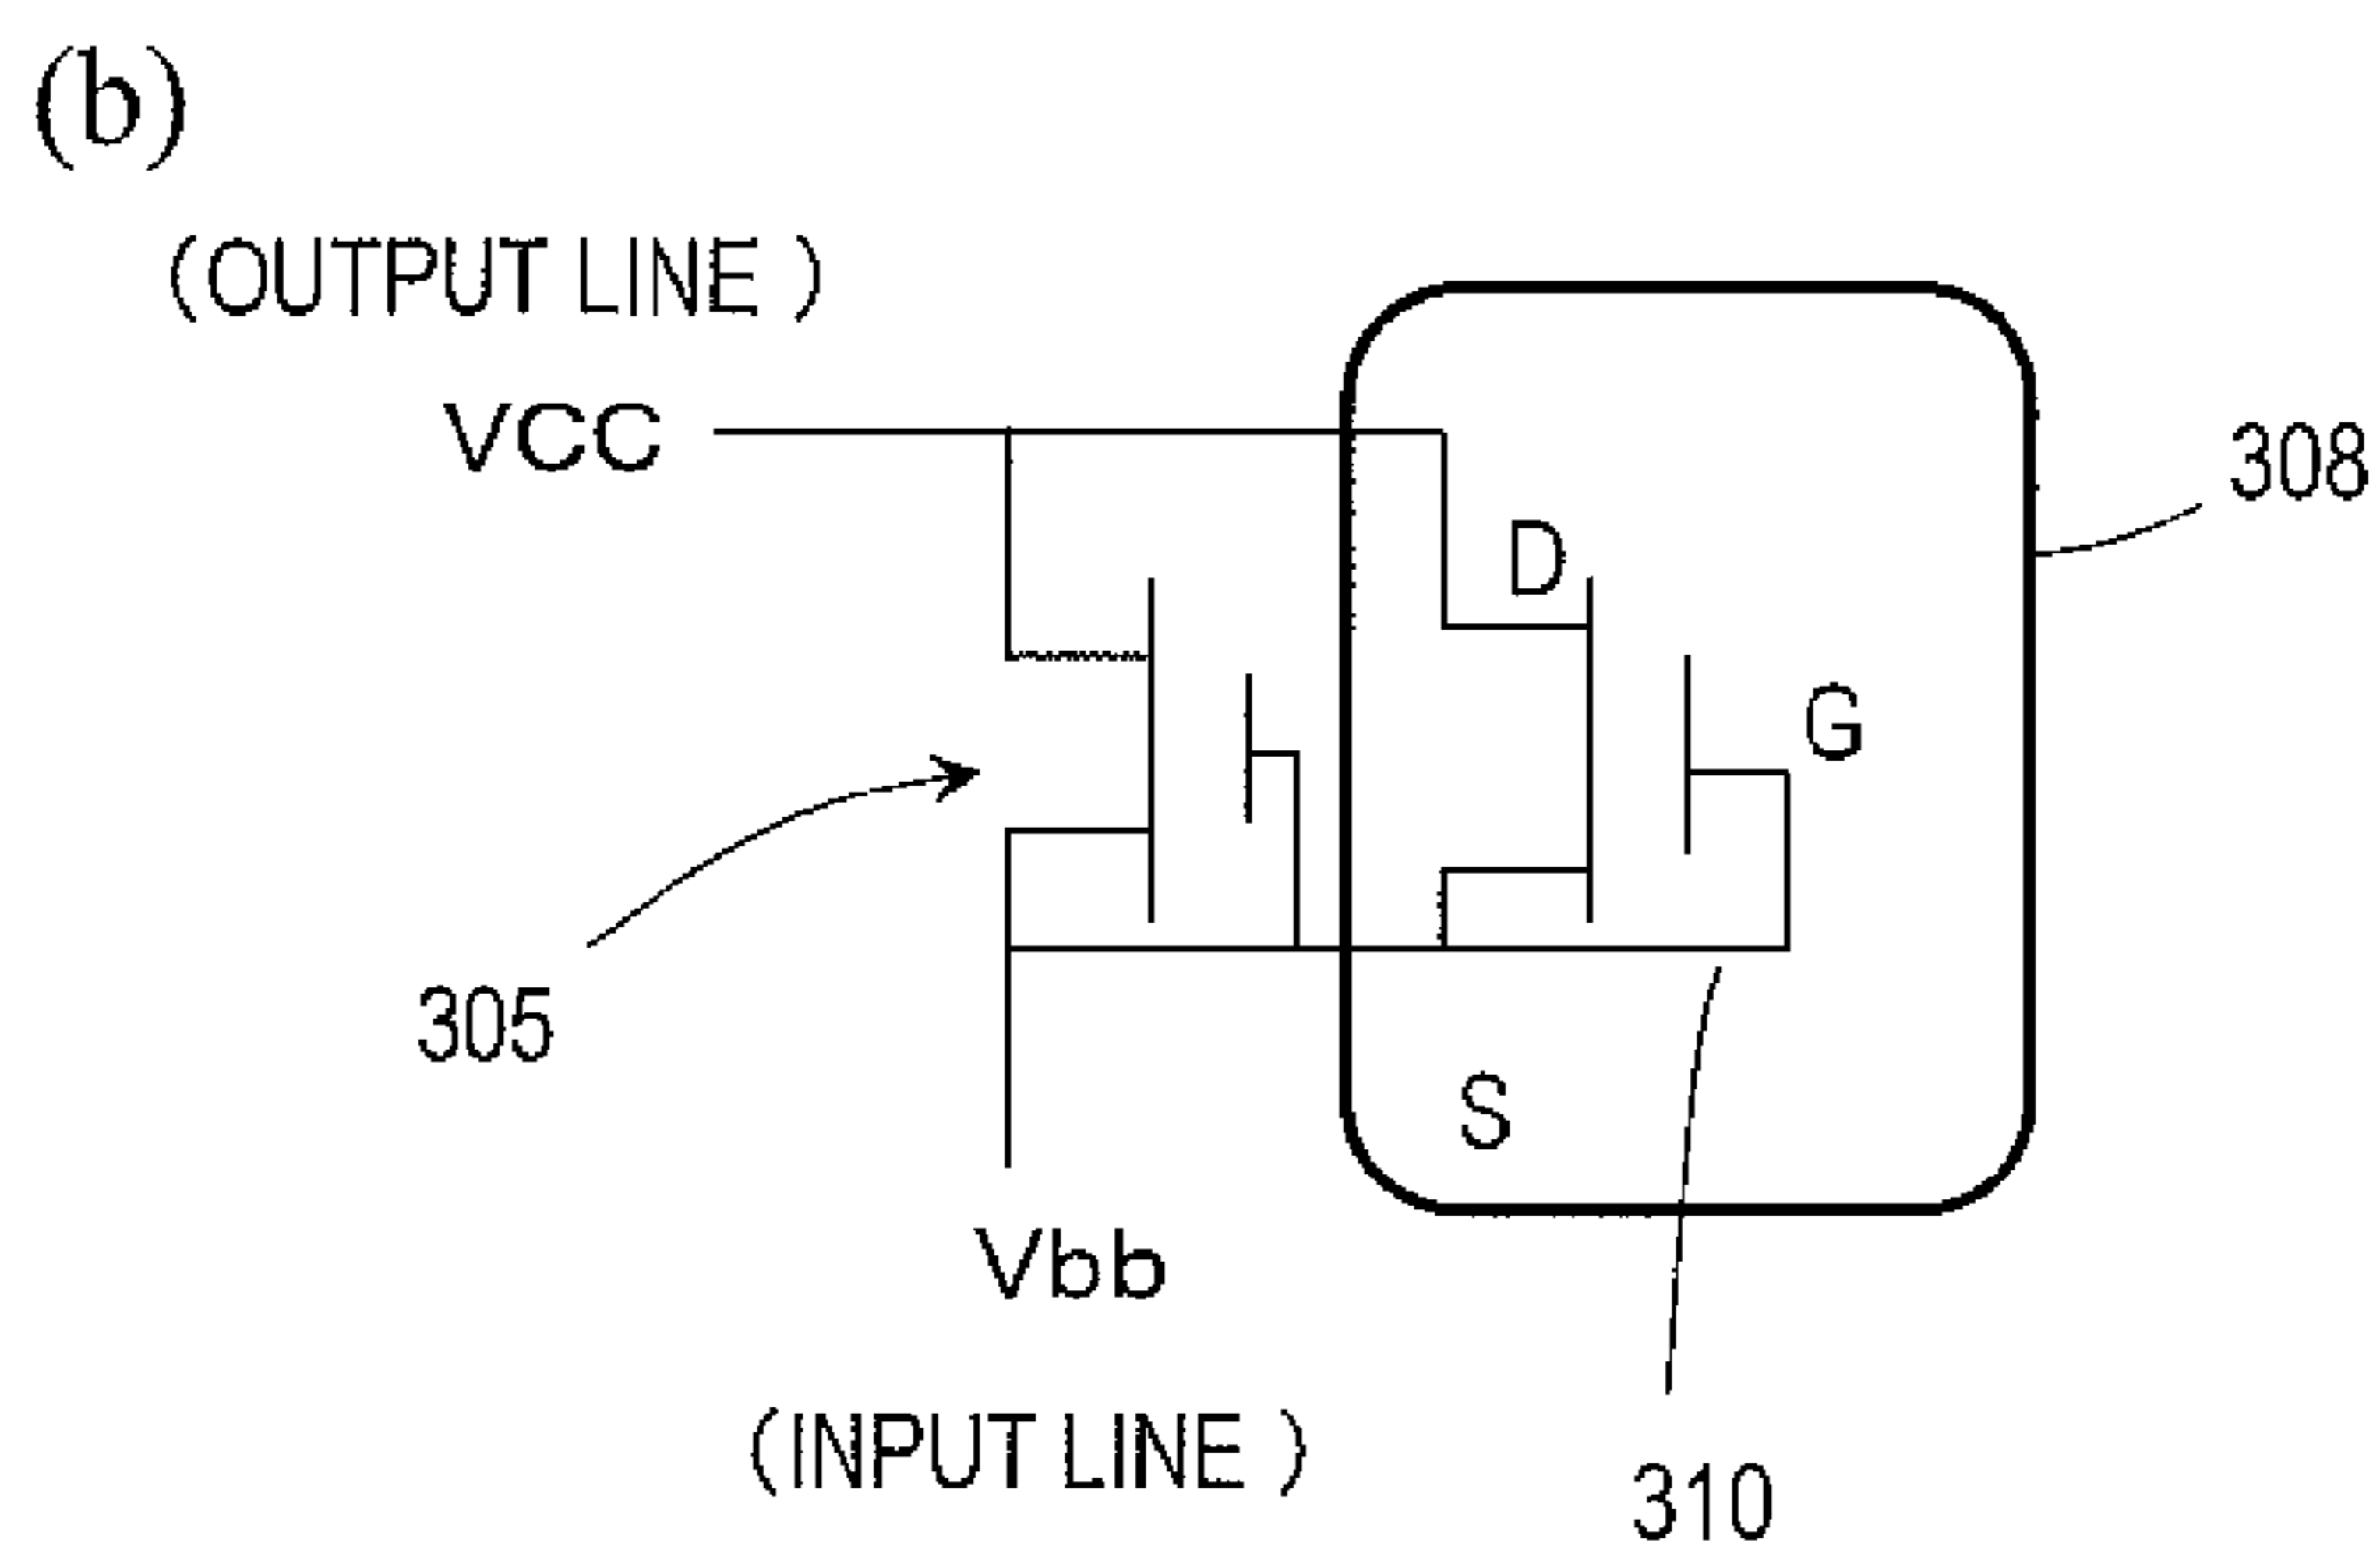 (b)
(OUTPUT LINE )
VCC
308
D
G
305
S
Vbb
(INPUT LINE )
310